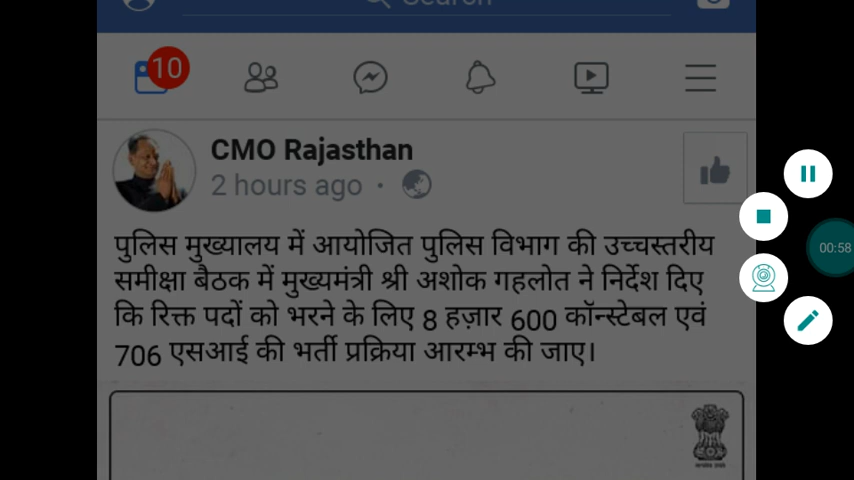 Search
10
CMO Rajasthan
2 hours ago
पुलिस मुख्यालय में आयोजित पुलिस विभाग की उच्चस्तरीय
समीक्षा बैठक में मुख्यमंत्री श्री अशोक गहलोत ने निर्देश दिए
कि रिक्त पदों को भरने के लिए 8 हज़ार 600 कॉन्स्टेबल एवं
706 एसआई की भर्ती प्रक्रिया आरम्भ की जाए।
00:58